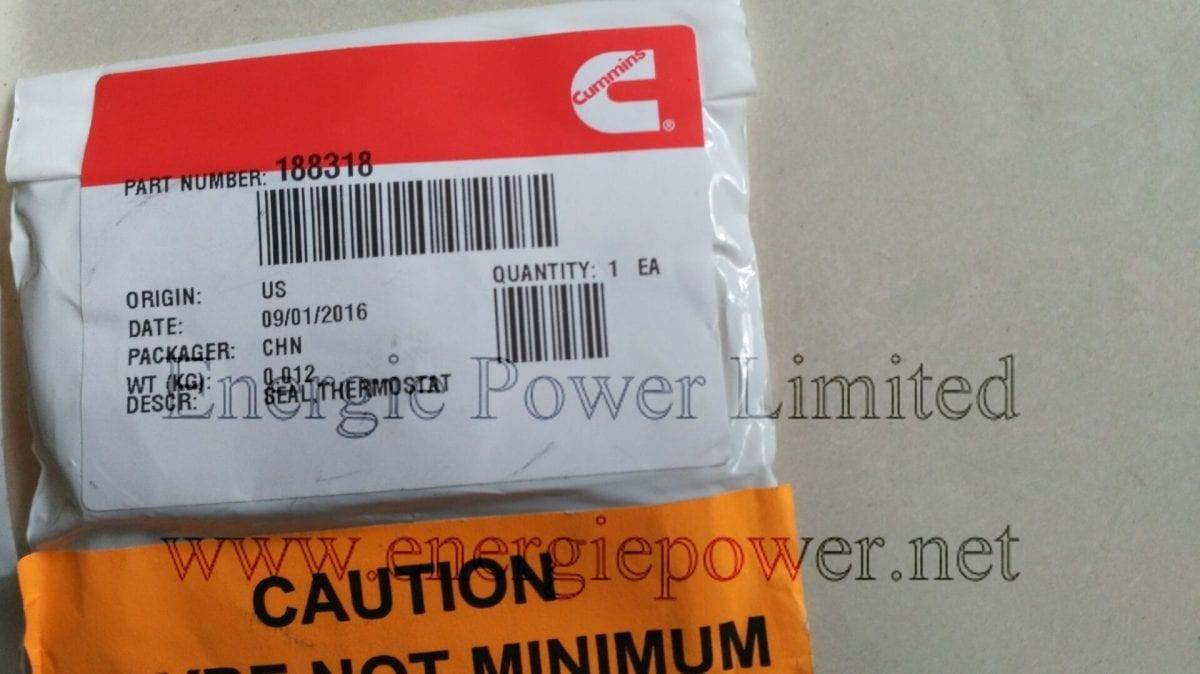 Cummins
®
PART NUMBER: 188318
QUANTITY: 1 EA
ORIGIN: US
DATE: 09/01/2016
PACKAGER: CHN
WT (KG): 0.012
DESCR: SEAL,THERMOSTAT
Energie Power Limited
www.energiepower.net
CAUTION
NOT MINIMUM